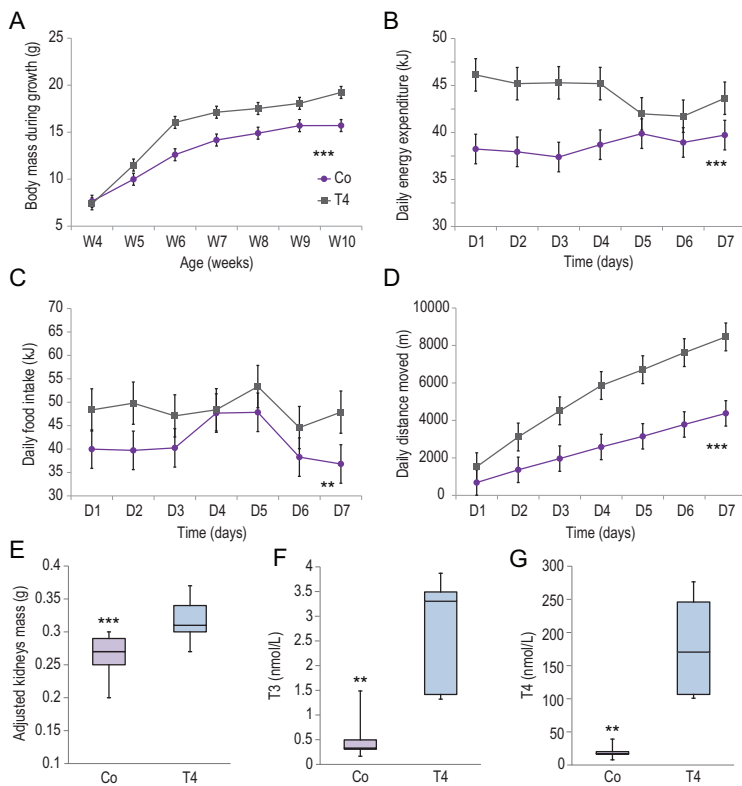 A
Body mass during growth (g)
25
20
15
10
5
***
Co
T4
W4 W5 W6 W7 W8 W9 W10
Age (weeks)
B
Daily energy expenditure (kJ)
50
45
40
35
30
***
D1 D2 D3 D4 D5 D6 D7
Time (days)
C
Daily food intake (kJ)
70
65
60
55
50
45
40
35
30
**
D1 D2 D3 D4 D5 D6 D7
Time (days)
D
Daily distance moved (m)
10000
8000
6000
4000
2000
0
***
D1 D2 D3 D4 D5 D6 D7
Time (days)
E
Adjusted kidneys mass (g)
0.4
0.35
0.3
0.25
0.2
0.15
0.1
***
Co T4
F
T3 (nmol/L)
4
3.5
3
2.5
2
1.5
1
0.5
0
**
Co T4
G
T4 (nmol/L)
300
250
200
150
100
50
0
**
Co T4